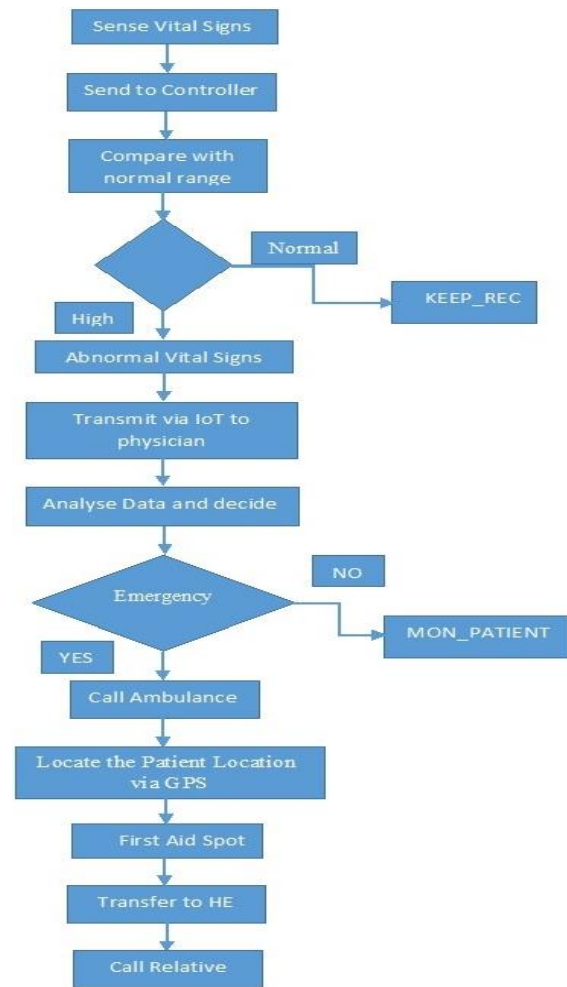 Sense Vital Signs
Send to Controller
Compare with
normal range
Normal
KEEP_REC
High
Abnormal Vital Signs
Transmit via IoT to
physician
Analyse Data and decide
Emergency
NO
MON_PATIENT
YES
Call Ambulance
Locate the Patient Location
via GPS
First Aid Spot
Transfer to HE
Call Relative